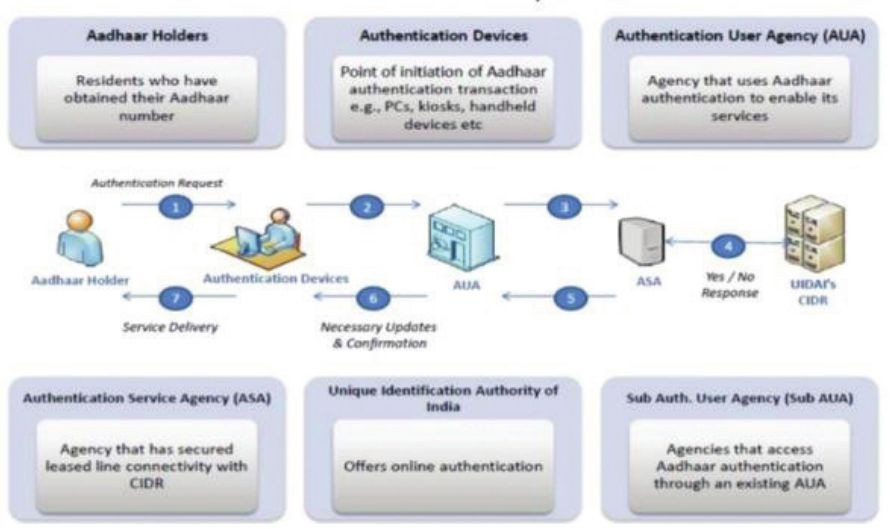 Aadhaar Holders
Residents who have
obtained their Aadhaar
number
Authentication Devices
Point of initiation of Aadhaar
authentication transaction
e.g., PCs, kiosks, handheld
devices etc
Authentication User Agency (AUA)
Agency that uses Aadhaar
authentication to enable its
services
Authentication Request
1
2
3
4
Aadhaar Holder
Authentication Devices
AUA
ASA
Yes / No
Response
UIDAI's
CIDR
7
6
5
Service Delivery
Necessary Updates
& Confirmation
Authentication Service Agency (ASA)
Agency that has secured
leased line connectivity with
CIDR
Unique Identification Authority of
India
Offers online authentication
Sub Auth. User Agency (Sub AUA)
Agencies that access
Aadhaar authentication
through an existing AUA